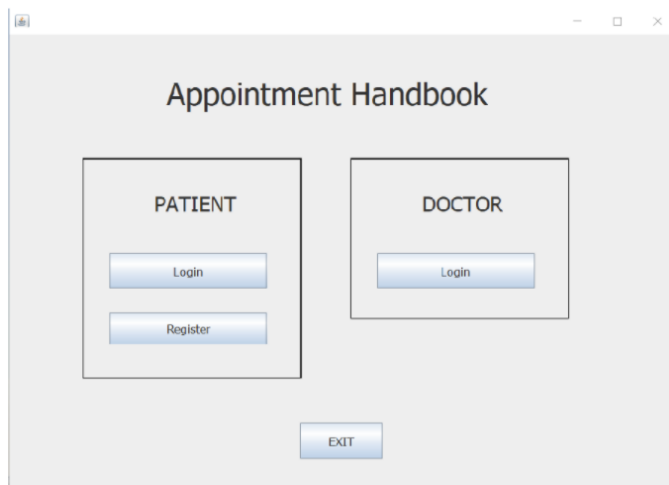 Appointment Handbook
PATIENT
Login
Register
DOCTOR
Login
EXIT